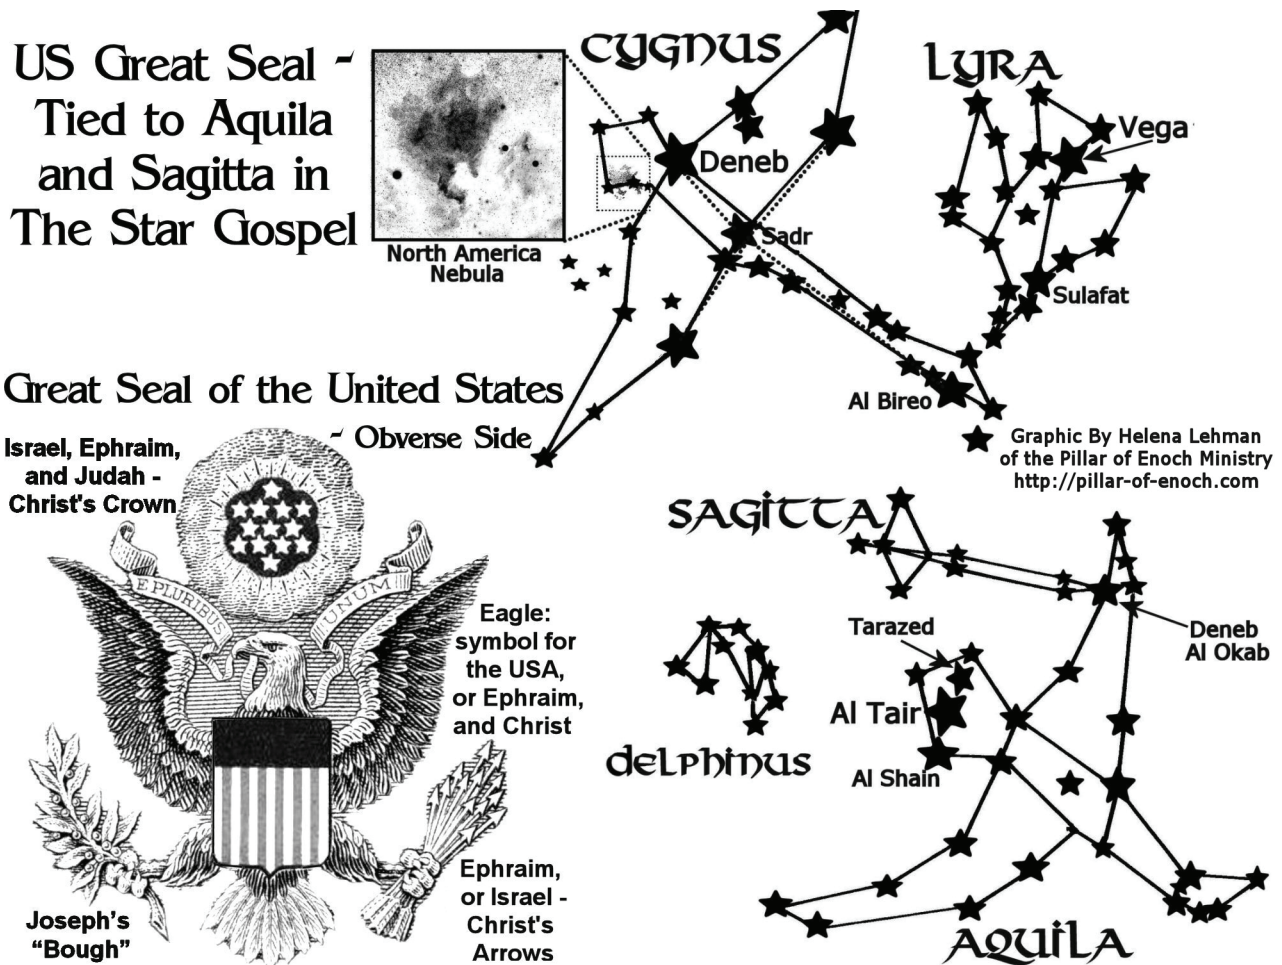 US Great Seal -
Tied to Aquila
and Sagitta in
The Star Gospel
North America
Nebula
CYGNUS
Deneb
Sadr
Al Bireo
LYRA
Vega
Sulafat
Graphic By Helena Lehman
of the Pillar of Enoch Ministry
http://pillar-of-enoch.com
Great Seal of the United States
- Obverse Side
Israel, Ephraim,
and Judah -
Christ's Crown
E PLURIBUS
UNUM
Eagle:
symbol for
the USA,
or Ephraim,
and Christ
Joseph's
"Bough"
Ephraim,
or Israel -
Christ's
Arrows
SAGITTA
Tarazed
Al Tair
Al Shain
Deneb
Al Okab
DELPHINUS
AQUILA